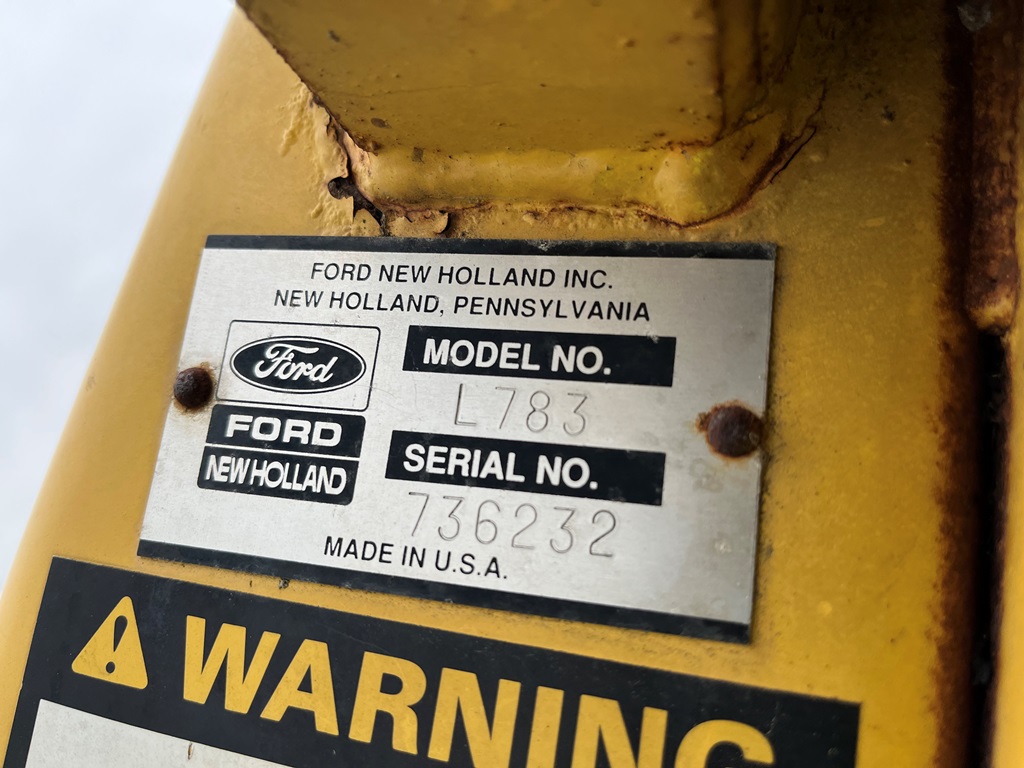 FORD NEW HOLLAND INC.
NEW HOLLAND, PENNSYLVANIA
Ford
FORD
NEW HOLLAND
MODEL NO.
L783
SERIAL NO.
736232
MADE IN U.S.A.
WARNING